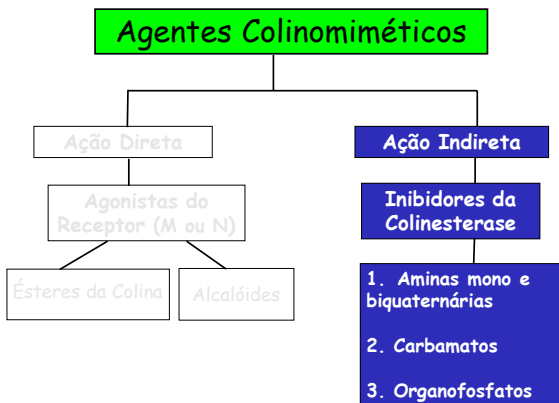 Agentes Colinomiméticos
Ação Direta
Ação Indireta
Agonistas do
Receptor (M ou N)
Inibidores da
Colinesterase
Ésteres da Colina
Alcalóides
1. Aminas mono e
biquaternárias
2. Carbamatos
3. Organofosfatos